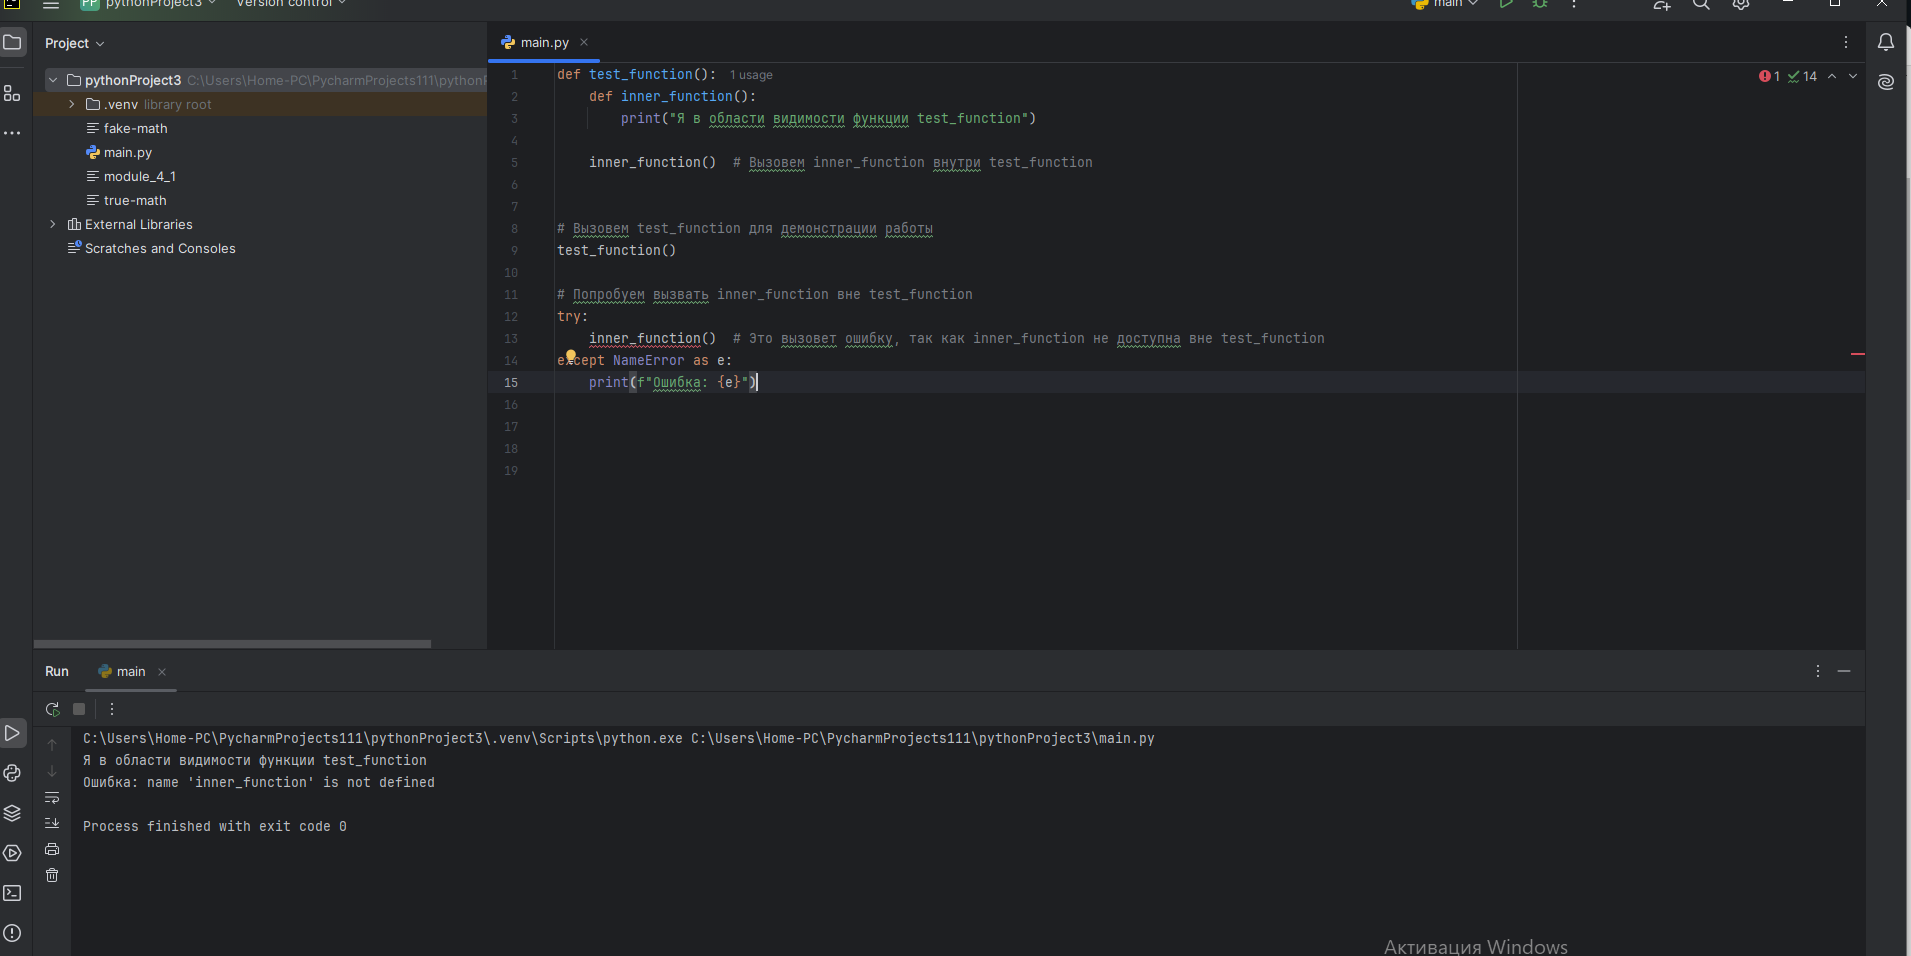 PP pythonProject3 Version control main
Project
pythonProject3 C:\Users\Home-PC\PycharmProjects111\pythonP
.venv library root
fake-math
main.py
module_4_1
true-math
External Libraries
Scratches and Consoles
main.py
1 def test_function(): 1 usage
2 def inner_function():
3 print("Я в области видимости функции test_function")
4
5 inner_function() # Вызовем inner_function внутри test_function
6
7
8 # Вызовем test_function для демонстрации работы
9 test_function()
10
11 # Попробуем вызвать inner_function вне test_function
12 try:
13 inner_function() # Это вызовет ошибку, так как inner_function не доступна вне test_function
14 except NameError as e:
15 print(f"Ошибка: {e}")
16
17
18
19
1 14
Run main
C:\Users\Home-PC\PycharmProjects111\pythonProject3\.venv\Scripts\python.exe C:\Users\Home-PC\PycharmProjects111\pythonProject3\main.py
Я в области видимости функции test_function
Ошибка: name 'inner_function' is not defined
Process finished with exit code 0
Активация Windows